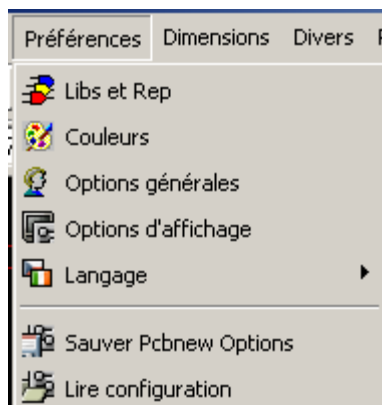 Préférences Dimensions Divers
Libs et Rep
Couleurs
Options générales
Options d'affichage
Langage
Sauver Pcbnew Options
Lire configuration